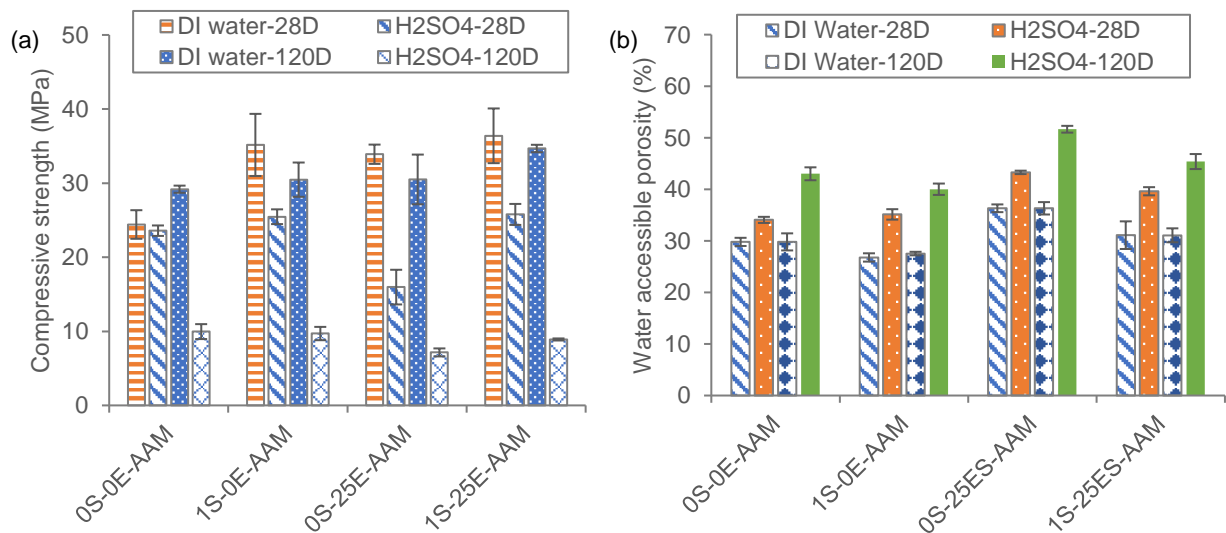 (a)
50
40
30
20
10
0
Compressive strength (MPa)
DI water-28D H2SO4-28D
DI water-120D H2SO4-120D
0S-0E-AAM
1S-0E-AAM
0S-25E-AAM
1S-25E-AAM
(b)
70
60
50
40
30
20
10
0
Water accessible porosity (%)
DI Water-28D H2SO4-28D
DI Water-120D H2SO4-120D
0S-0E-AAM
1S-0E-AAM
0S-25ES-AAM
1S-25ES-AAM